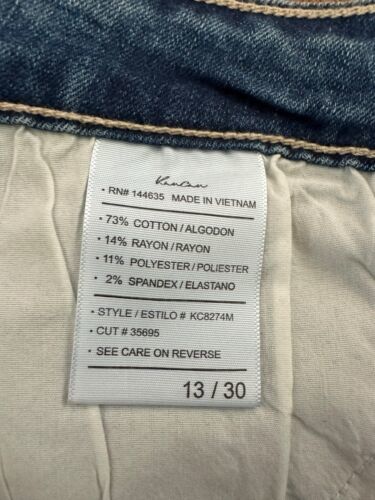 KanCan
• RN# 144635 MADE IN VIETNAM
• 73% COTTON / ALGODON
• 14% RAYON / RAYON
• 11% POLYESTER / POLIESTER
• 2% SPANDEX / ELASTANO
• STYLE / ESTILO # KC8274M
• CUT # 35695
• SEE CARE ON REVERSE
13 / 30